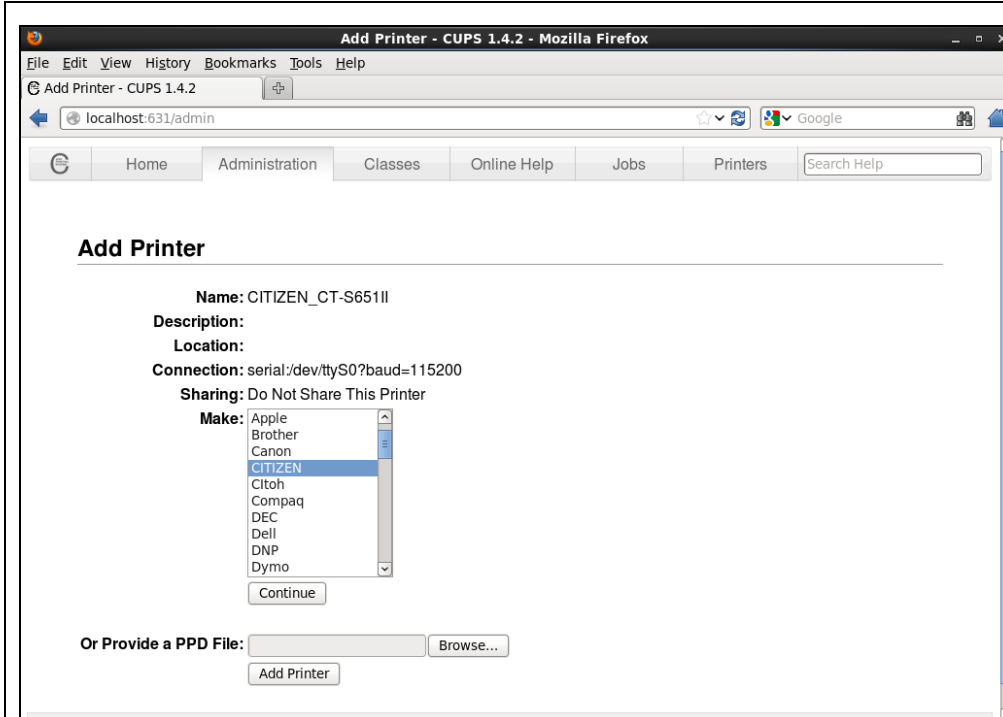 Add Printer - CUPS 1.4.2 - Mozilla Firefox
File Edit View History Bookmarks Tools Help
Add Printer - CUPS 1.4.2
localhost:631/admin
Google
Home Administration Classes Online Help Jobs Printers Search Help
Add Printer
Name: CITIZEN_CT-S651II
Description:
Location:
Connection: serial:/dev/ttyS0?baud=115200
Sharing: Do Not Share This Printer
Make: Apple
Brother
Canon
CITIZEN
CItoh
Compaq
DEC
Dell
DNP
Dymo
Continue
Or Provide a PPD File: Browse...
Add Printer